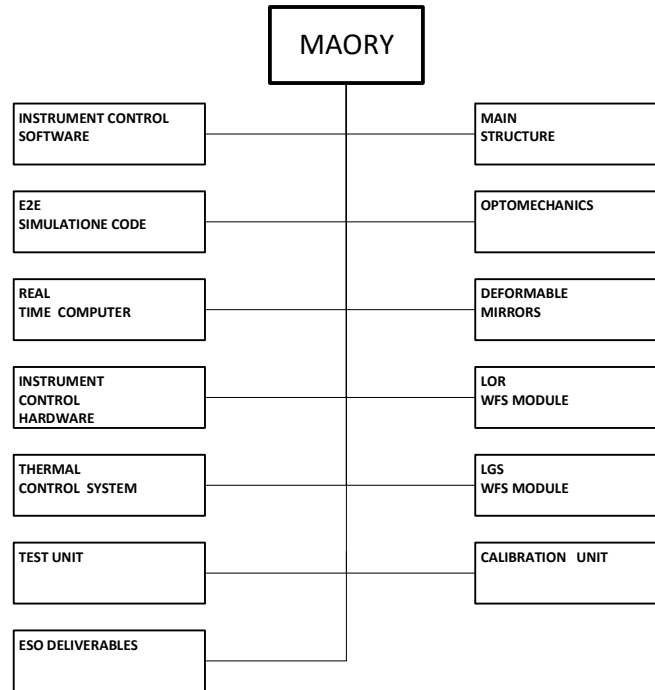 MAORY
INSTRUMENT CONTROL
SOFTWARE
MAIN
STRUCTURE
E2E
SIMULATIONE CODE
OPTOMECHANICS
REAL
TIME COMPUTER
DEFORMABLE
MIRRORS
INSTRUMENT
CONTROL
HARDWARE
LOR
WFS MODULE
THERMAL
CONTROL SYSTEM
LGS
WFS MODULE
TEST UNIT
CALIBRATION UNIT
ESO DELIVERABLES